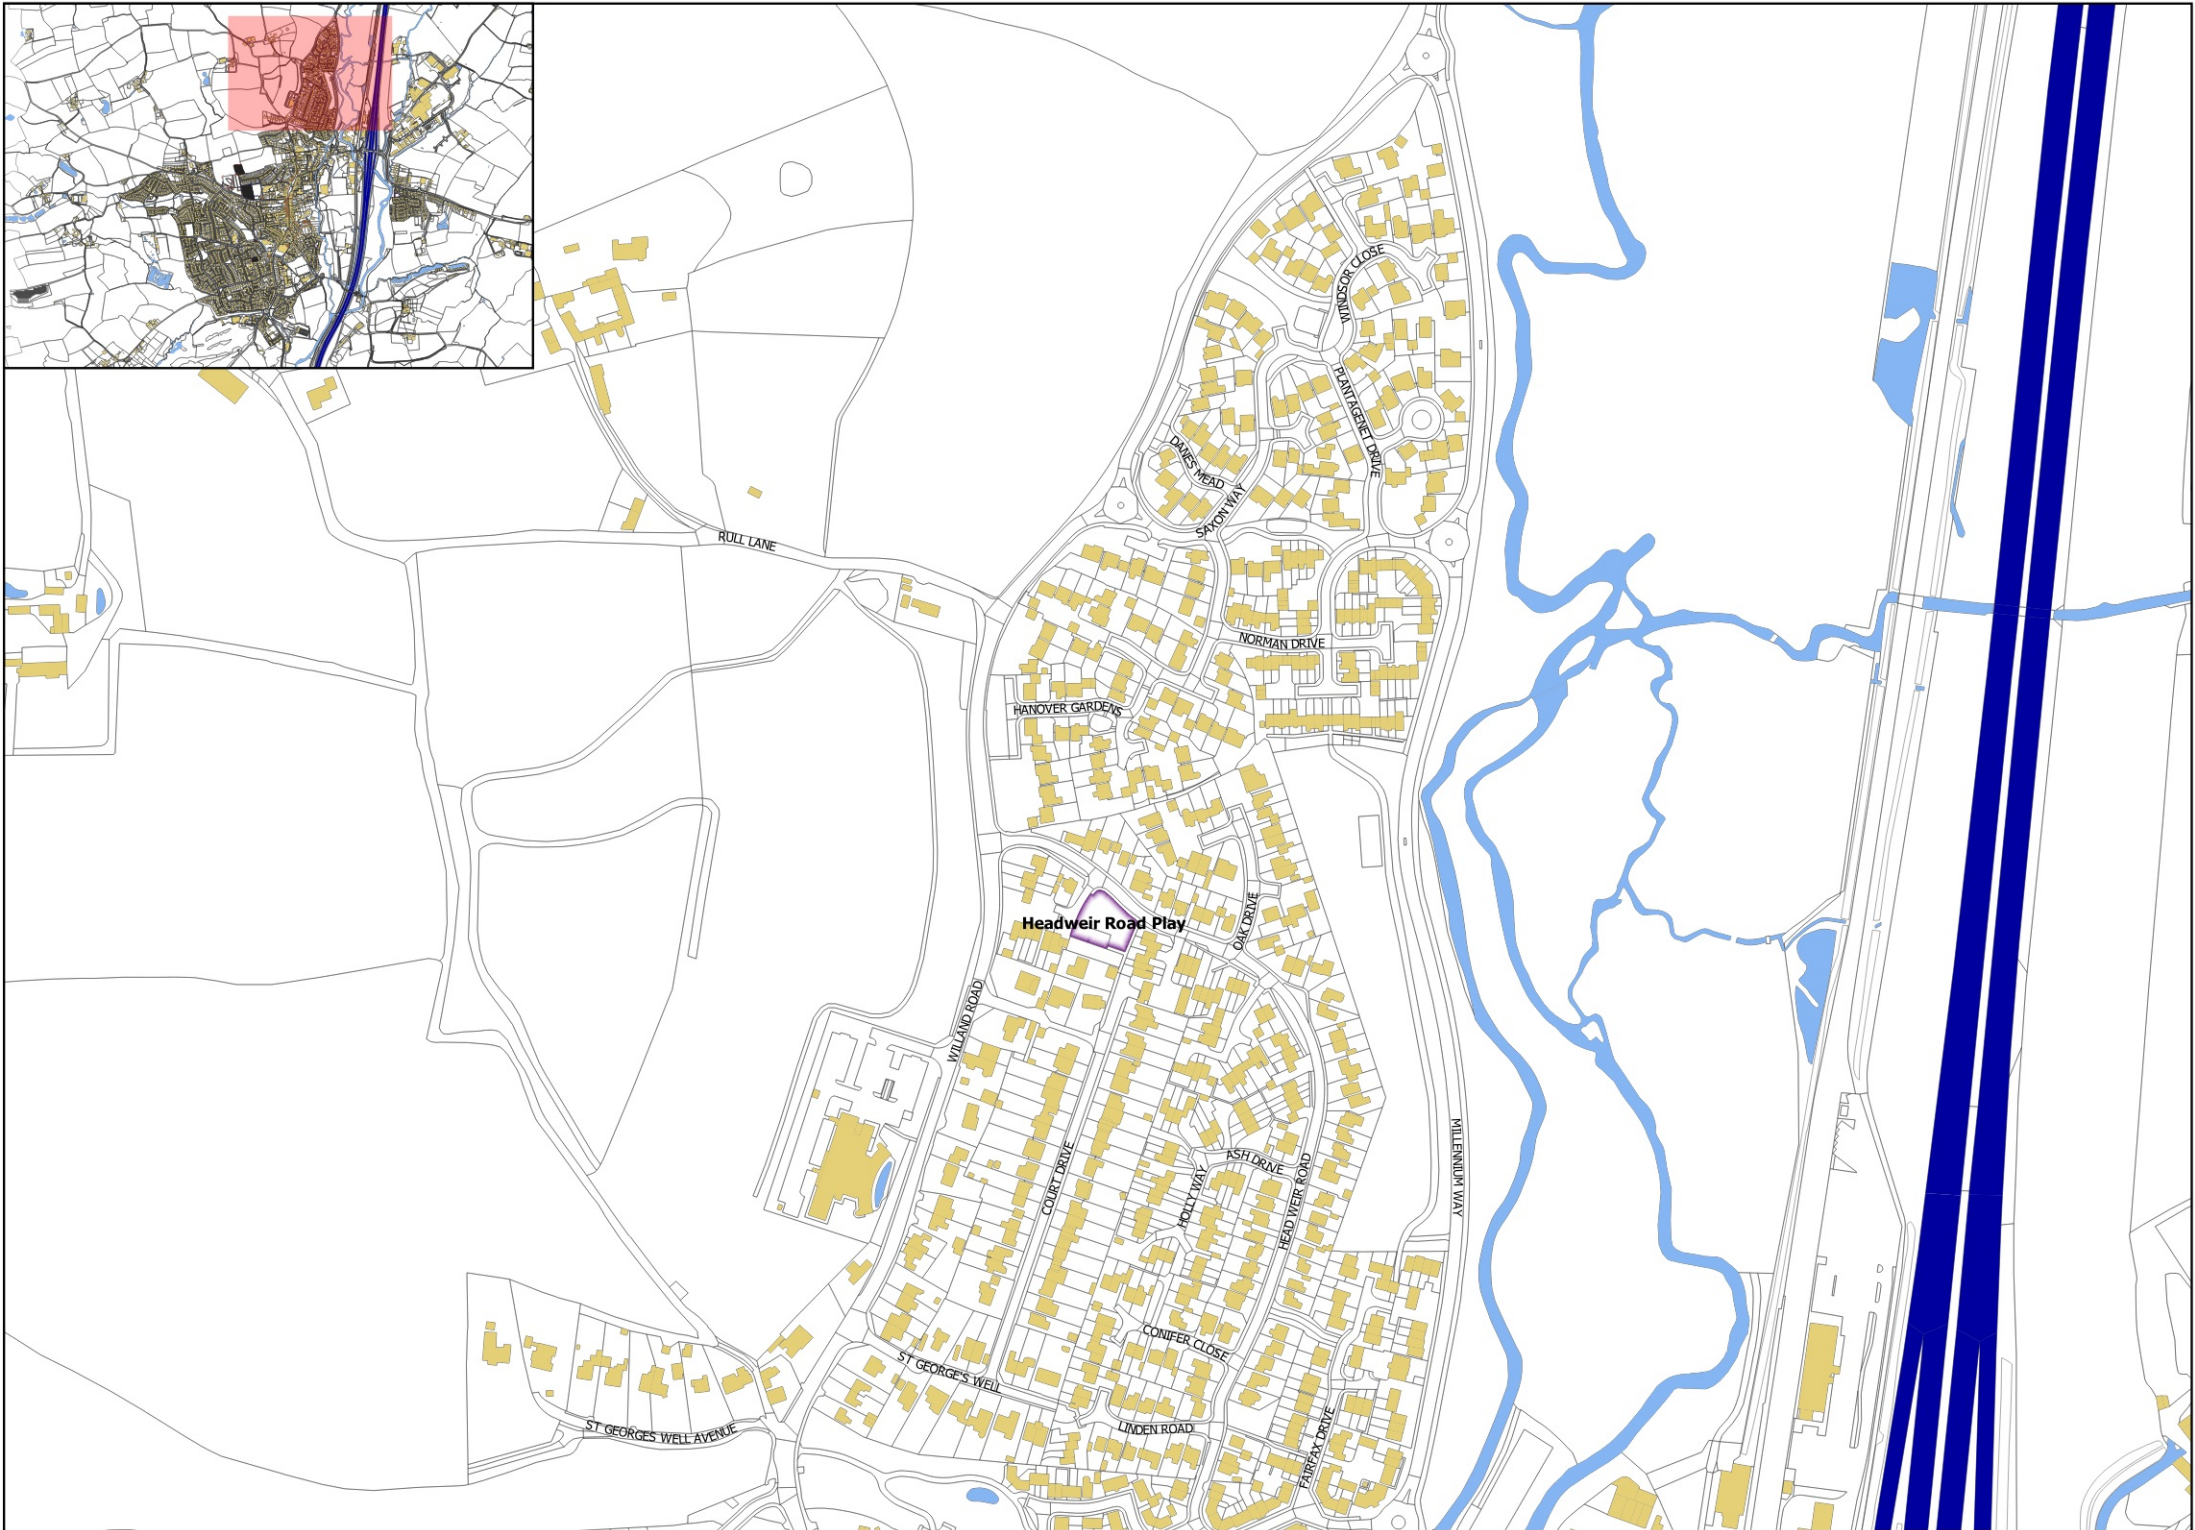 WINDSOR CLOSE
PLANTAGENET DRIVE
DANES MEAD
SAXON WAY
RULL LANE
NORMAN DRIVE
HANOVER GARDENS
Headweir Road Play
OAK DRIVE
WILLAND ROAD
MILLENNIUM WAY
COURT DRIVE
ASH DRIVE
HOLLY WAY
HEAD WEIR ROAD
CONIFER CLOSE
ST GEORGE'S WELL
LINDEN ROAD
ST GEORGES WELL AVENUE
FAIRFAX DRIVE